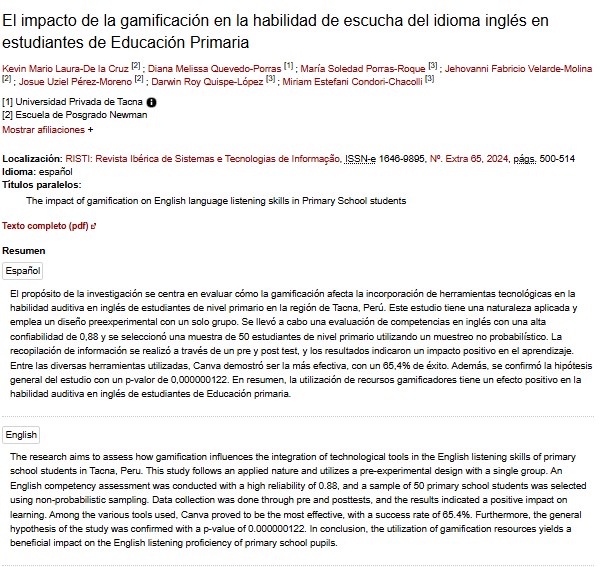 El impacto de la gamificación en la habilidad de escucha del idioma inglés en
estudiantes de Educación Primaria
Kevin Mario Laura-De la Cruz [2] ; Diana Melissa Quevedo-Porras [1] ; María Soledad Porras-Roque [3] ; Jehovanni Fabricio Velarde-Molina
[2] ; Josue Uziel Pérez-Moreno [2] ; Darwin Roy Quispe-López [3] ; Miriam Estefani Condori-Chacolli [3]
[1] Universidad Privada de Tacna
[2] Escuela de Posgrado Newman
Mostrar afiliaciones +
Localización: RISTI: Revista Ibérica de Sistemas e Tecnologias de Informação, ISSN-e 1646-9895, Nº. Extra 65, 2024, págs. 500-514
Idioma: español
Títulos paralelos:
The impact of gamification on English language listening skills in Primary School students
Texto completo (pdf)
Resumen
Español
El propósito de la investigación se centra en evaluar cómo la gamificación afecta la incorporación de herramientas tecnológicas en la
habilidad auditiva en inglés de estudiantes de nivel primario en la región de Tacna, Perú. Este estudio tiene una naturaleza aplicada y
emplea un diseño preexperimental con un solo grupo. Se llevó a cabo una evaluación de competencias en inglés con una alta
confiabilidad de 0,88 y se seleccionó una muestra de 50 estudiantes de nivel primario utilizando un muestreo no probabilístico. La
recopilación de información se realizó a través de un pre y post test, y los resultados indicaron un impacto positivo en el aprendizaje.
Entre las diversas herramientas utilizadas, Canva demostró ser la más efectiva, con un 65,4% de éxito. Además, se confirmó la hipótesis
general del estudio con un p-valor de 0,000000122. En resumen, la utilización de recursos gamificadores tiene un efecto positivo en la
habilidad auditiva en inglés de estudiantes de Educación primaria.
English
The research aims to assess how gamification influences the integration of technological tools in the English listening skills of primary
school students in Tacna, Peru. This study follows an applied nature and utilizes a pre-experimental design with a single group. An
English competency assessment was conducted with a high reliability of 0.88, and a sample of 50 primary school students was selected
using non-probabilistic sampling. Data collection was done through pre and posttests, and the results indicated a positive impact on
learning. Among the various tools used, Canva proved to be the most effective, with a success rate of 65.4%. Furthermore, the general
hypothesis of the study was confirmed with a p-value of 0.000000122. In conclusion, the utilization of gamification resources yields a
beneficial impact on the English listening proficiency of primary school pupils.